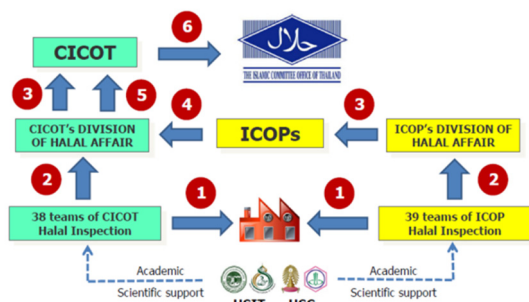 6
CICOT
حلال
THE ISLAMIC COMMITTEE OFFICE OF THAILAND
3
5
4
3
CICOT's DIVISION
OF HALAL AFFAIR
ICOPs
ICOP's DIVISION OF
HALAL AFFAIR
2
1
1
2
38 teams of CICOT
Halal Inspection
39 teams of ICOP
Halal Inspection
Academic
Scientific support
Academic
Scientific support